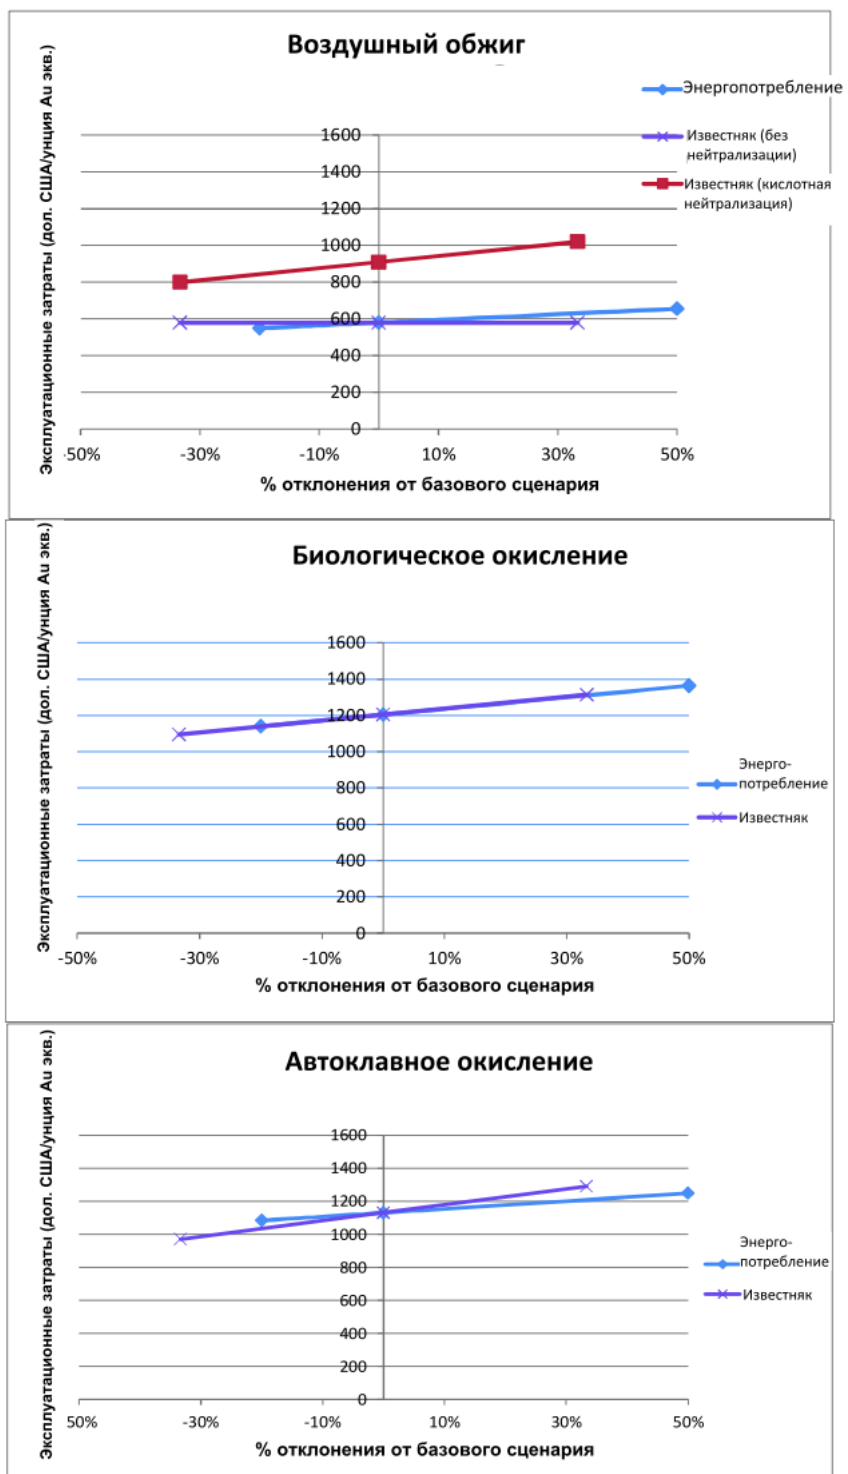 Воздушный обжиг
Эксплуатационные затраты (дол. США/унция Au экв.)
Энергопотребление
Известняк (без
нейтрализации)
Известняк (кислотная
нейтрализация)
1600
1400
1200
1000
800
600
400
200
0
-50% -30% -10% 10% 30% 50%
% отклонения от базового сценария
Биологическое окисление
Эксплуатационные затраты (дол. США/унция Au экв.)
1600
1400
1200
1000
800
600
400
200
0
Энерго-
потребление
Известняк
-50% -30% -10% 10% 30% 50%
% отклонения от базового сценария
Автоклавное окисление
Эксплуатационные затраты (дол. США/унция Au экв.)
1600
1400
1200
1000
800
600
400
200
0
Энерго-
потребление
Известняк
50% -30% -10% 10% 30% 50%
% отклонения от базового сценария